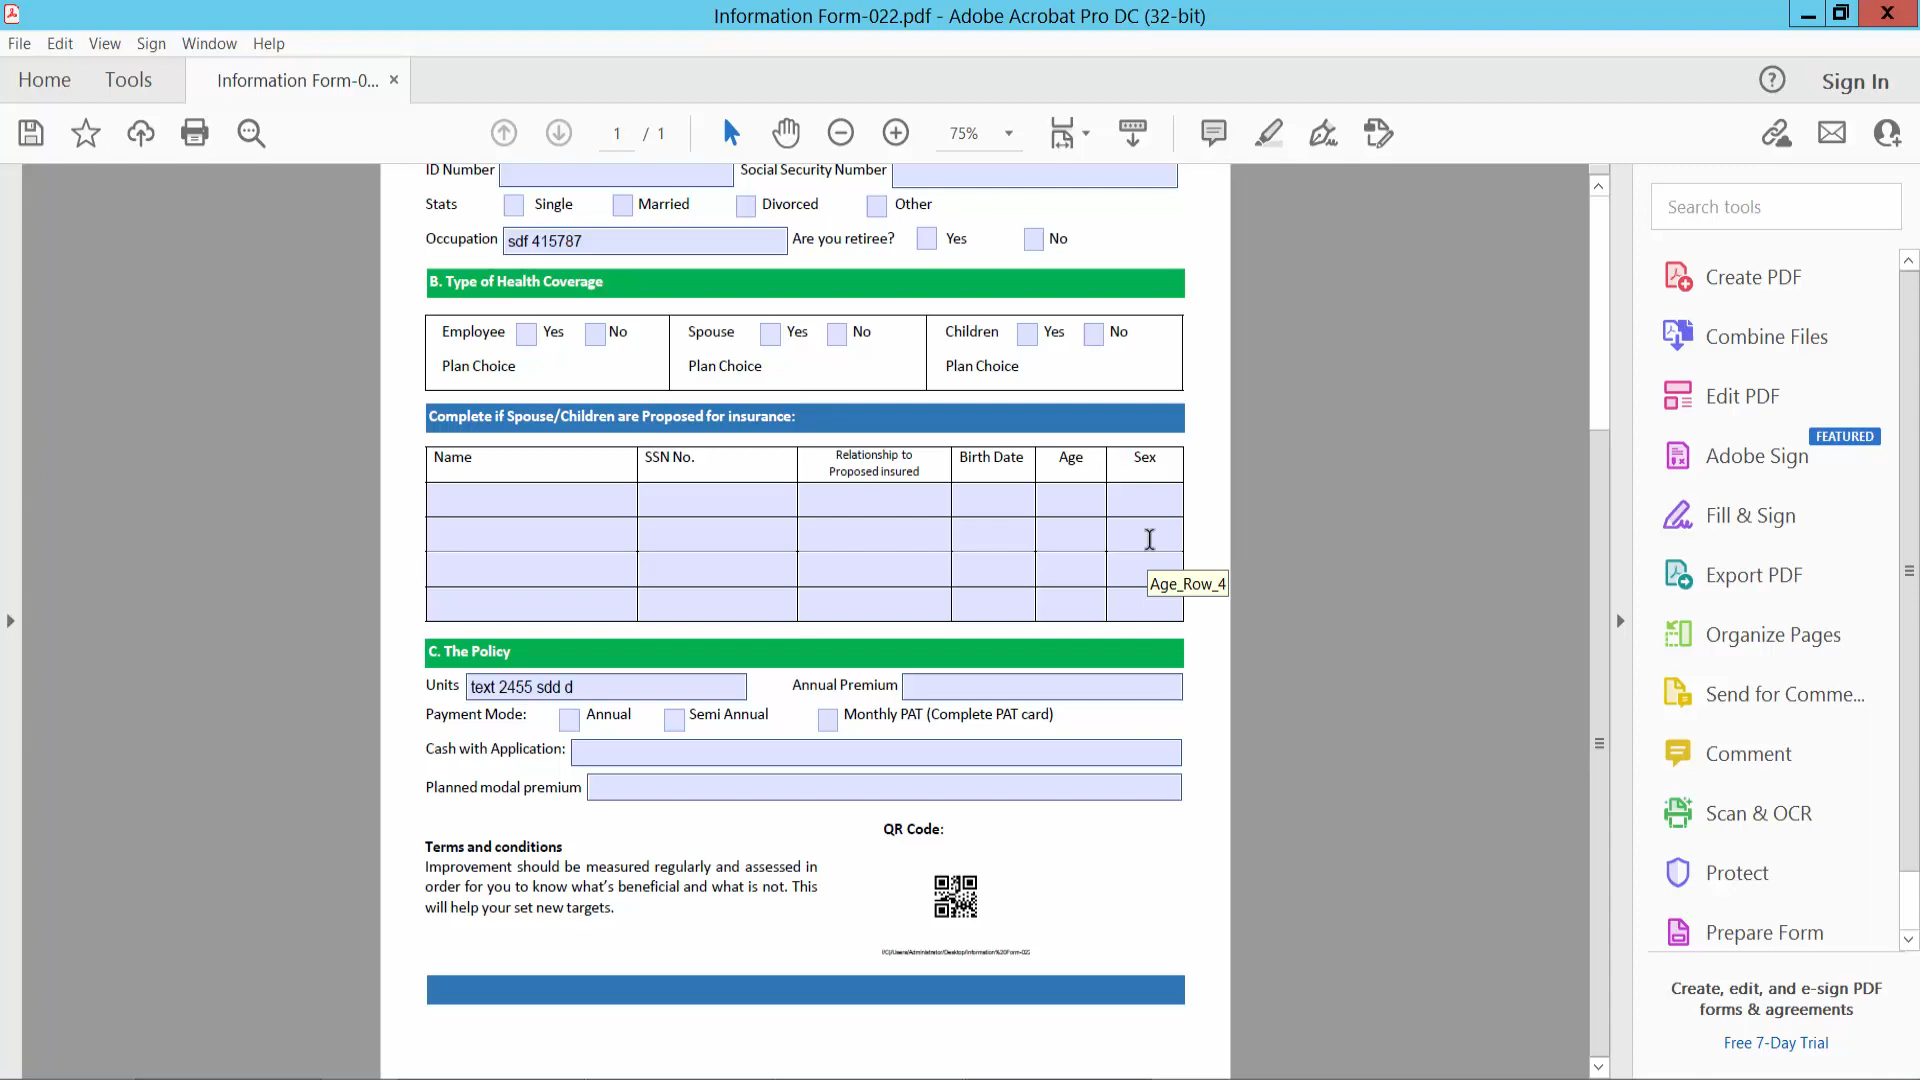 Information Form-022.pdf - Adobe Acrobat Pro DC (32-bit)
File Edit View Sign Window Help
Home Tools Information Form-0... × Sign In
1 / 1 75%
ID Number Social Security Number
Stats Single Married Divorced Other
Occupation sdf 415787 Are you retiree? Yes No
B. Type of Health Coverage
Employee Yes No Spouse Yes No Children Yes No
Plan Choice Plan Choice Plan Choice
Complete if Spouse/Children are Proposed for insurance:
Name SSN No. Relationship to Proposed insured Birth Date Age Sex
Age_Row_4
C. The Policy
Units text 2455 sdd d Annual Premium
Payment Mode: Annual Semi Annual Monthly PAT (Complete PAT card)
Cash with Application:
Planned modal premium
QR Code:
Terms and conditions
Improvement should be measured regularly and assessed in
order for you to know what's beneficial and what is not. This
will help your set new targets.
Search tools
Create PDF
Combine Files
Edit PDF
FEATURED
Adobe Sign
Fill & Sign
Export PDF
Organize Pages
Send for Comme...
Comment
Scan & OCR
Protect
Prepare Form
Create, edit, and e-sign PDF
forms & agreements
Free 7-Day Trial